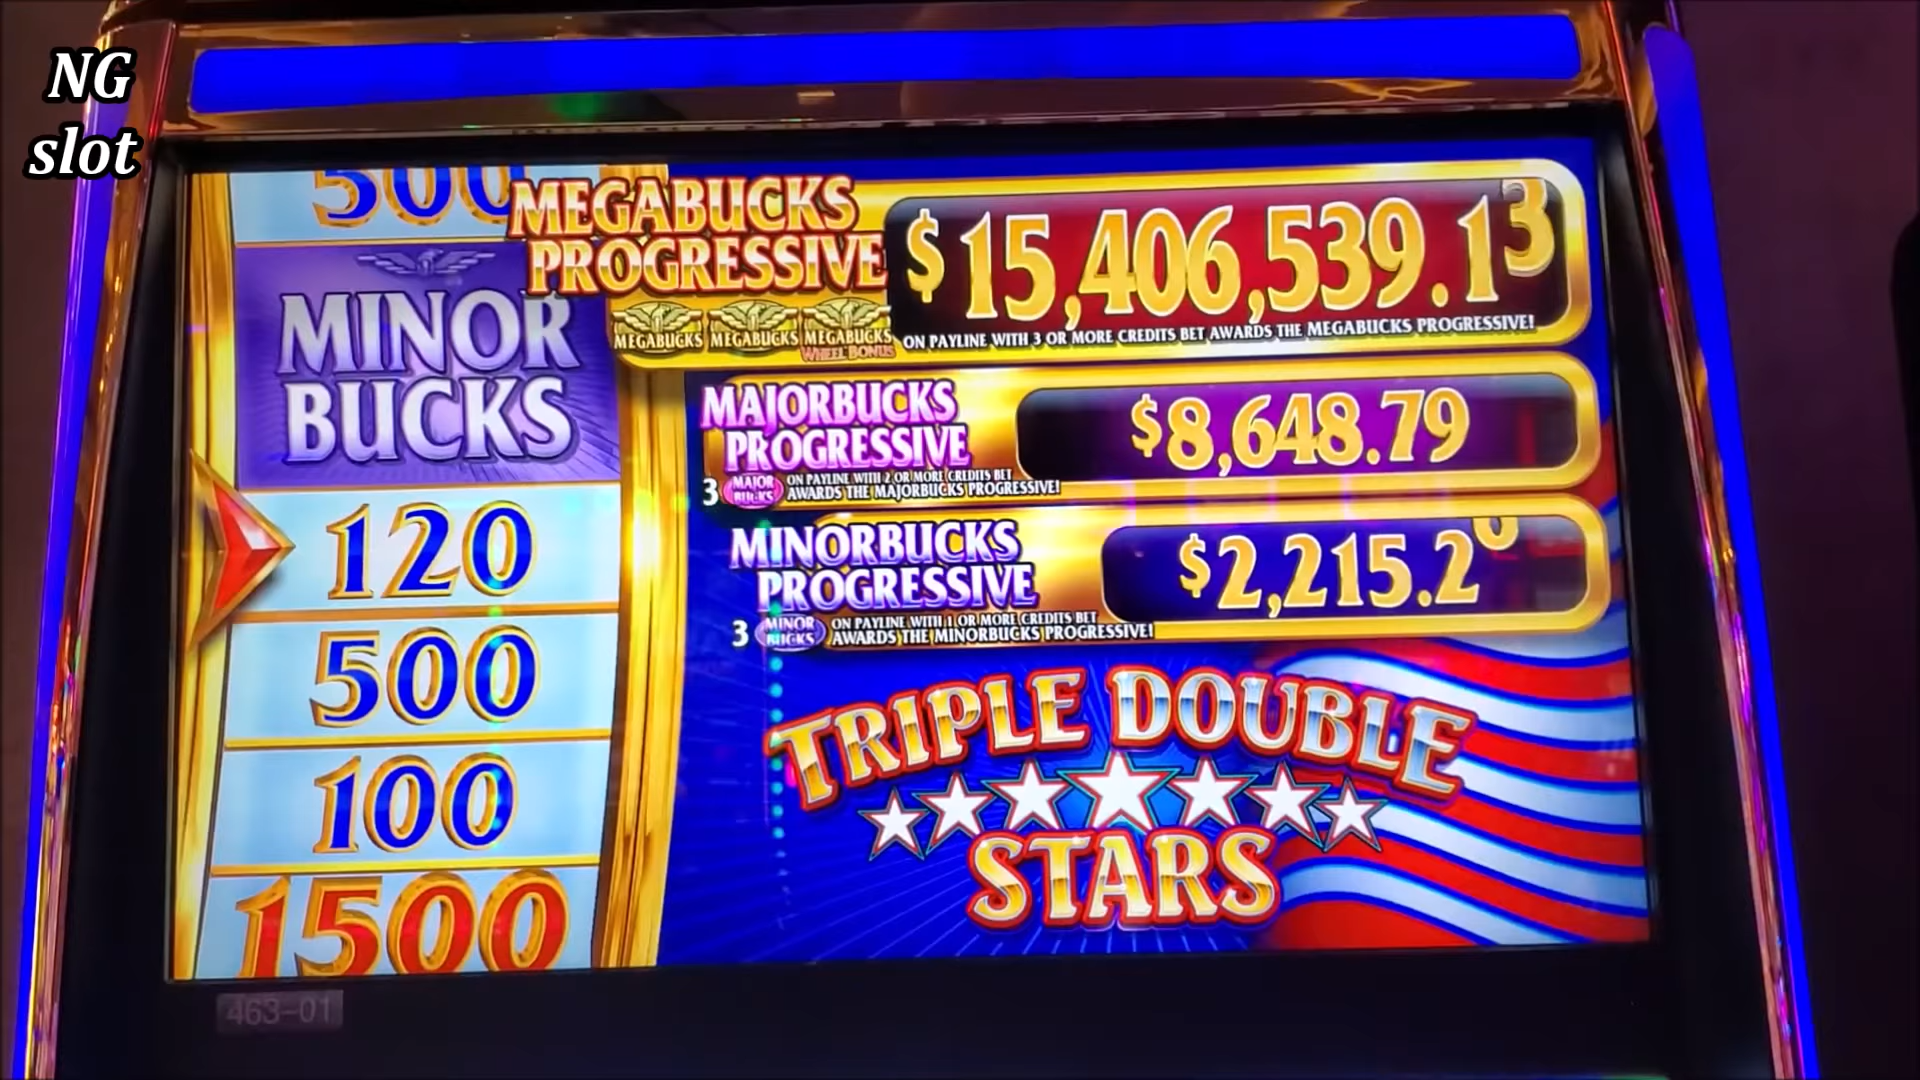 NG
slot
500
MEGABUCKS
PROGRESSIVE
$15,406,539.13
MEGABUCKS MEGABUCKS MEGABUCKS
WHEEL BONUS
ON PAYLINE WITH 3 OR MORE CREDITS BET AWARDS THE MEGABUCKS PROGRESSIVE!
MINOR
BUCKS
MAJORBUCKS
PROGRESSIVE
$8,648.79
3 MAJOR BUCKS ON PAYLINE WITH 2 OR MORE CREDITS BET
AWARDS THE MAJORBUCKS PROGRESSIVE!
120
MINORBUCKS
PROGRESSIVE
$2,215.2
3 MINOR BUCKS ON PAYLINE WITH 1 OR MORE CREDITS BET
AWARDS THE MINORBUCKS PROGRESSIVE!
500
100
1500
TRIPLE DOUBLE
STARS
463-01